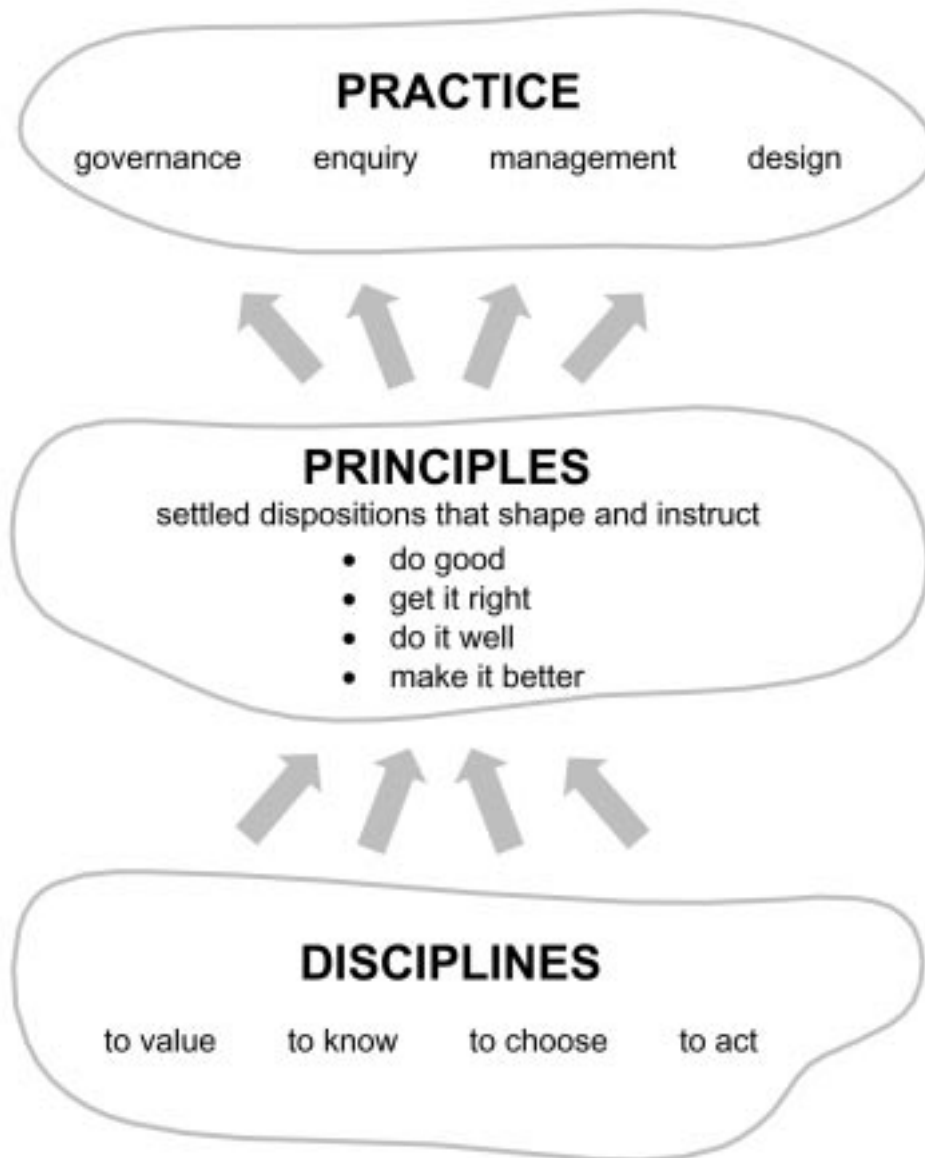 PRACTICE
governance enquiry management design
PRINCIPLES
settled dispositions that shape and instruct
• do good
• get it right
• do it well
• make it better
DISCIPLINES
to value to know to choose to act